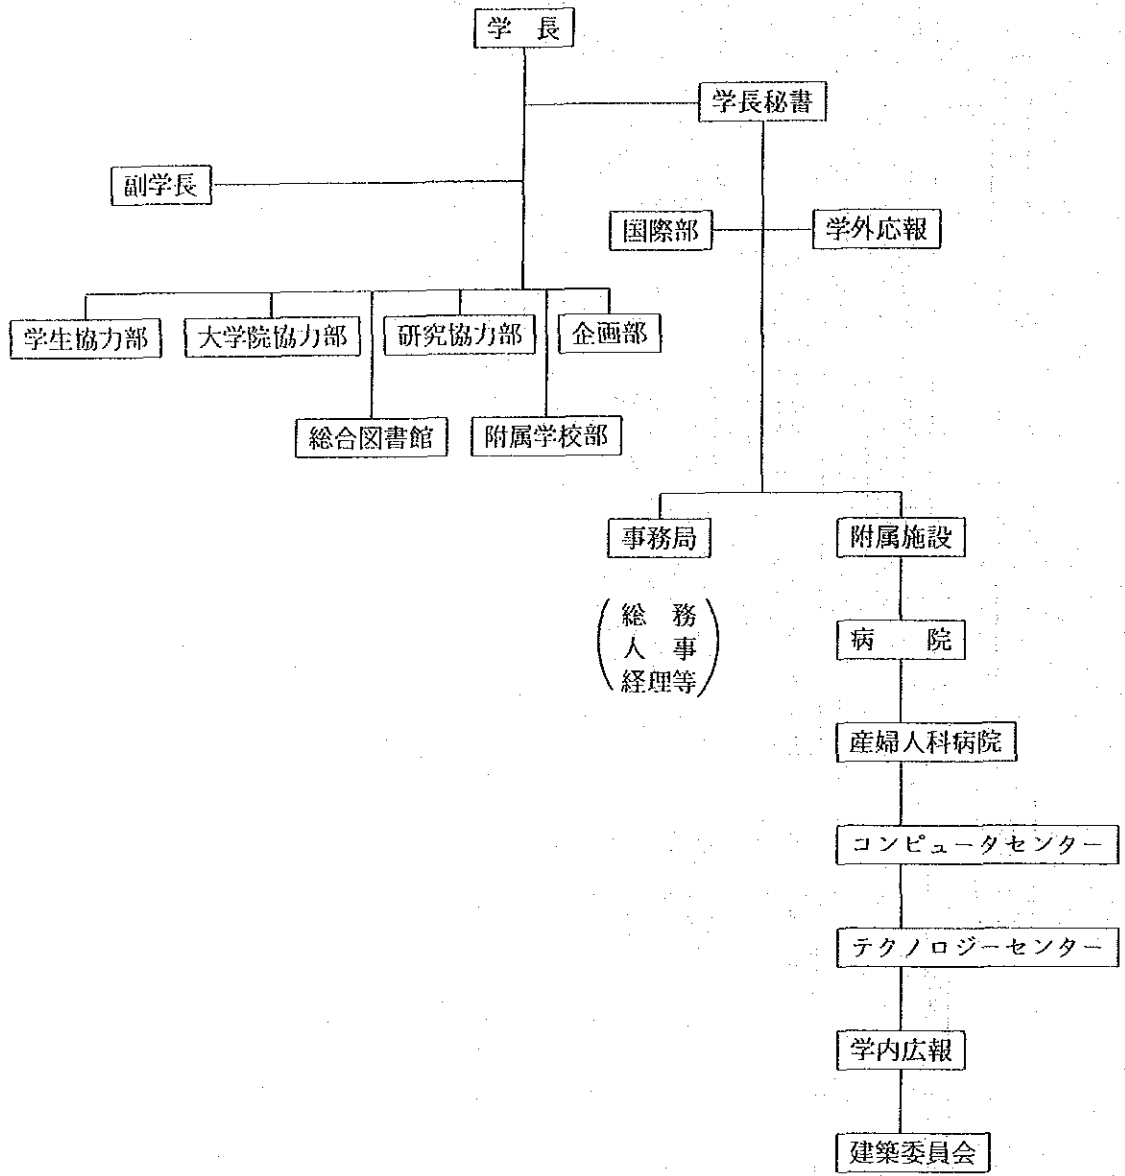 学 長
学長秘書
副学長
国際部
学外応報
学生協力部
大学院協力部
研究協力部
企画部
総合図書館
附属学校部
事務局
附属施設
総 務
人 事
経理等
病 院
産婦人科病院
コンピュータセンター
テクノロジーセンター
学内広報
建築委員会